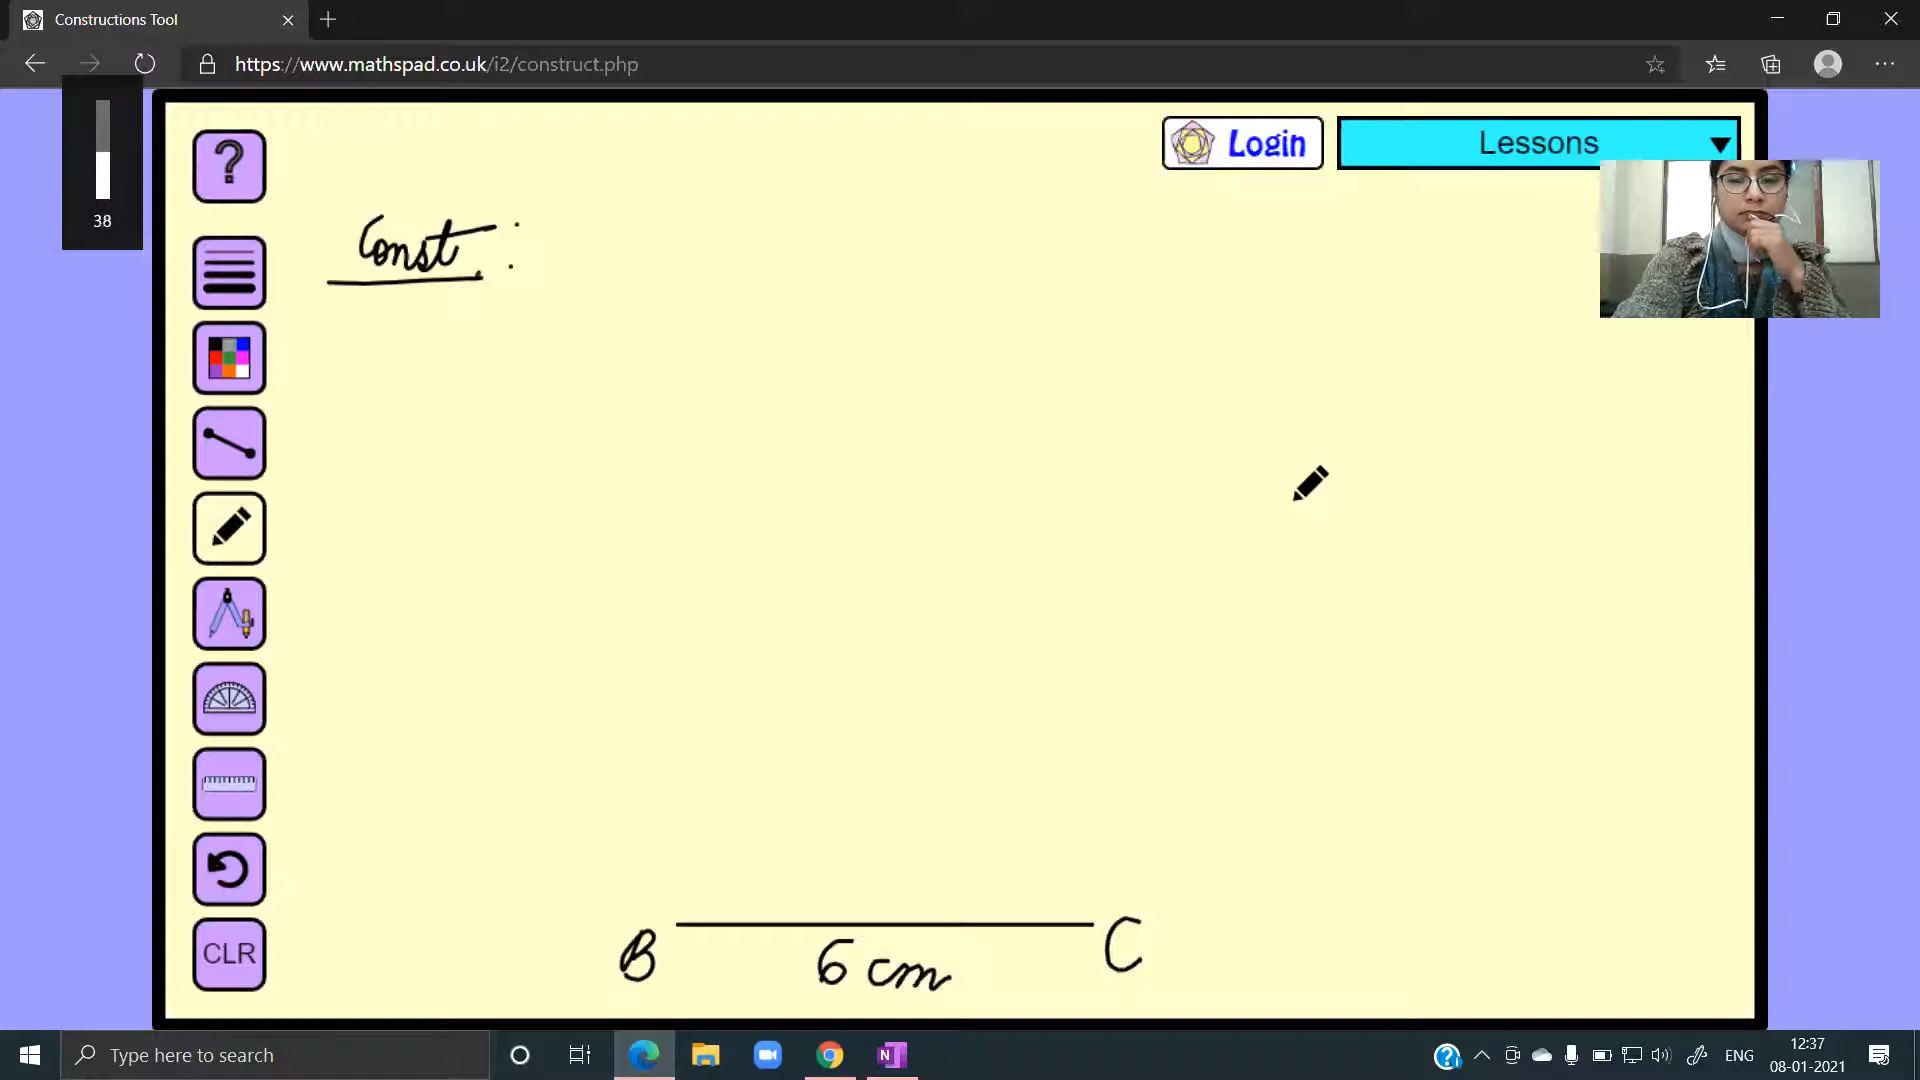 Constructions Tool
https://www.mathspad.co.uk/i2/construct.php
38
?
Login
Lessons
Const. :
CLR
B
C
6 cm
Type here to search
N
ENG
12:37
08-01-2021